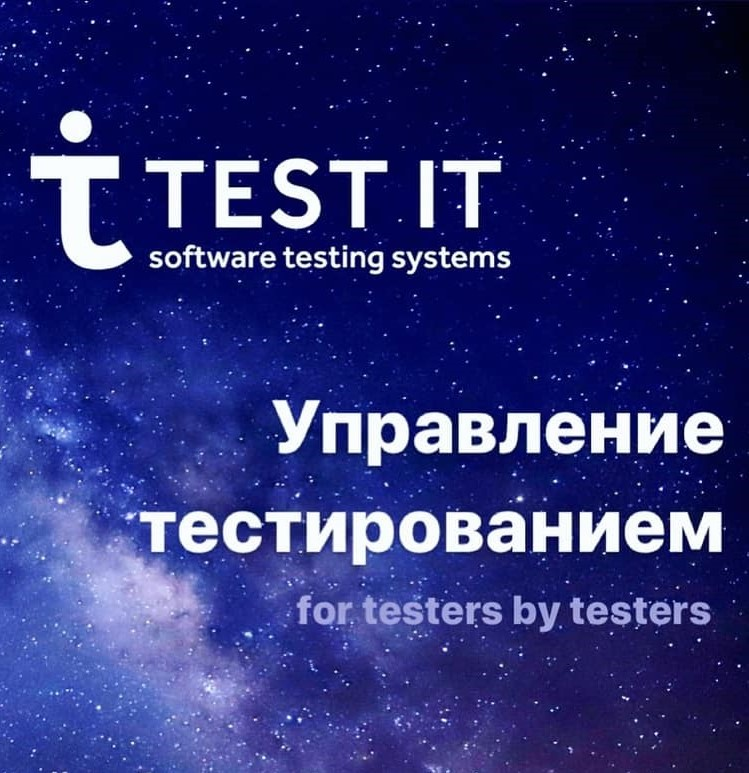 TEST IT
software testing systems
Управление
тестированием
for testers by testers